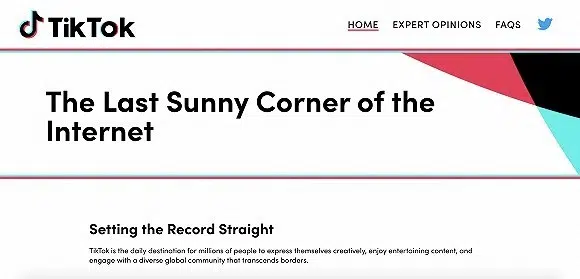 TikTok
HOME EXPERT OPINIONS FAQS
The Last Sunny Corner of the
Internet
Setting the Record Straight
TikTok is the daily destination for millions of people to express themselves creatively, enjoy entertaining content, and
engage with a diverse global community that transcends borders.